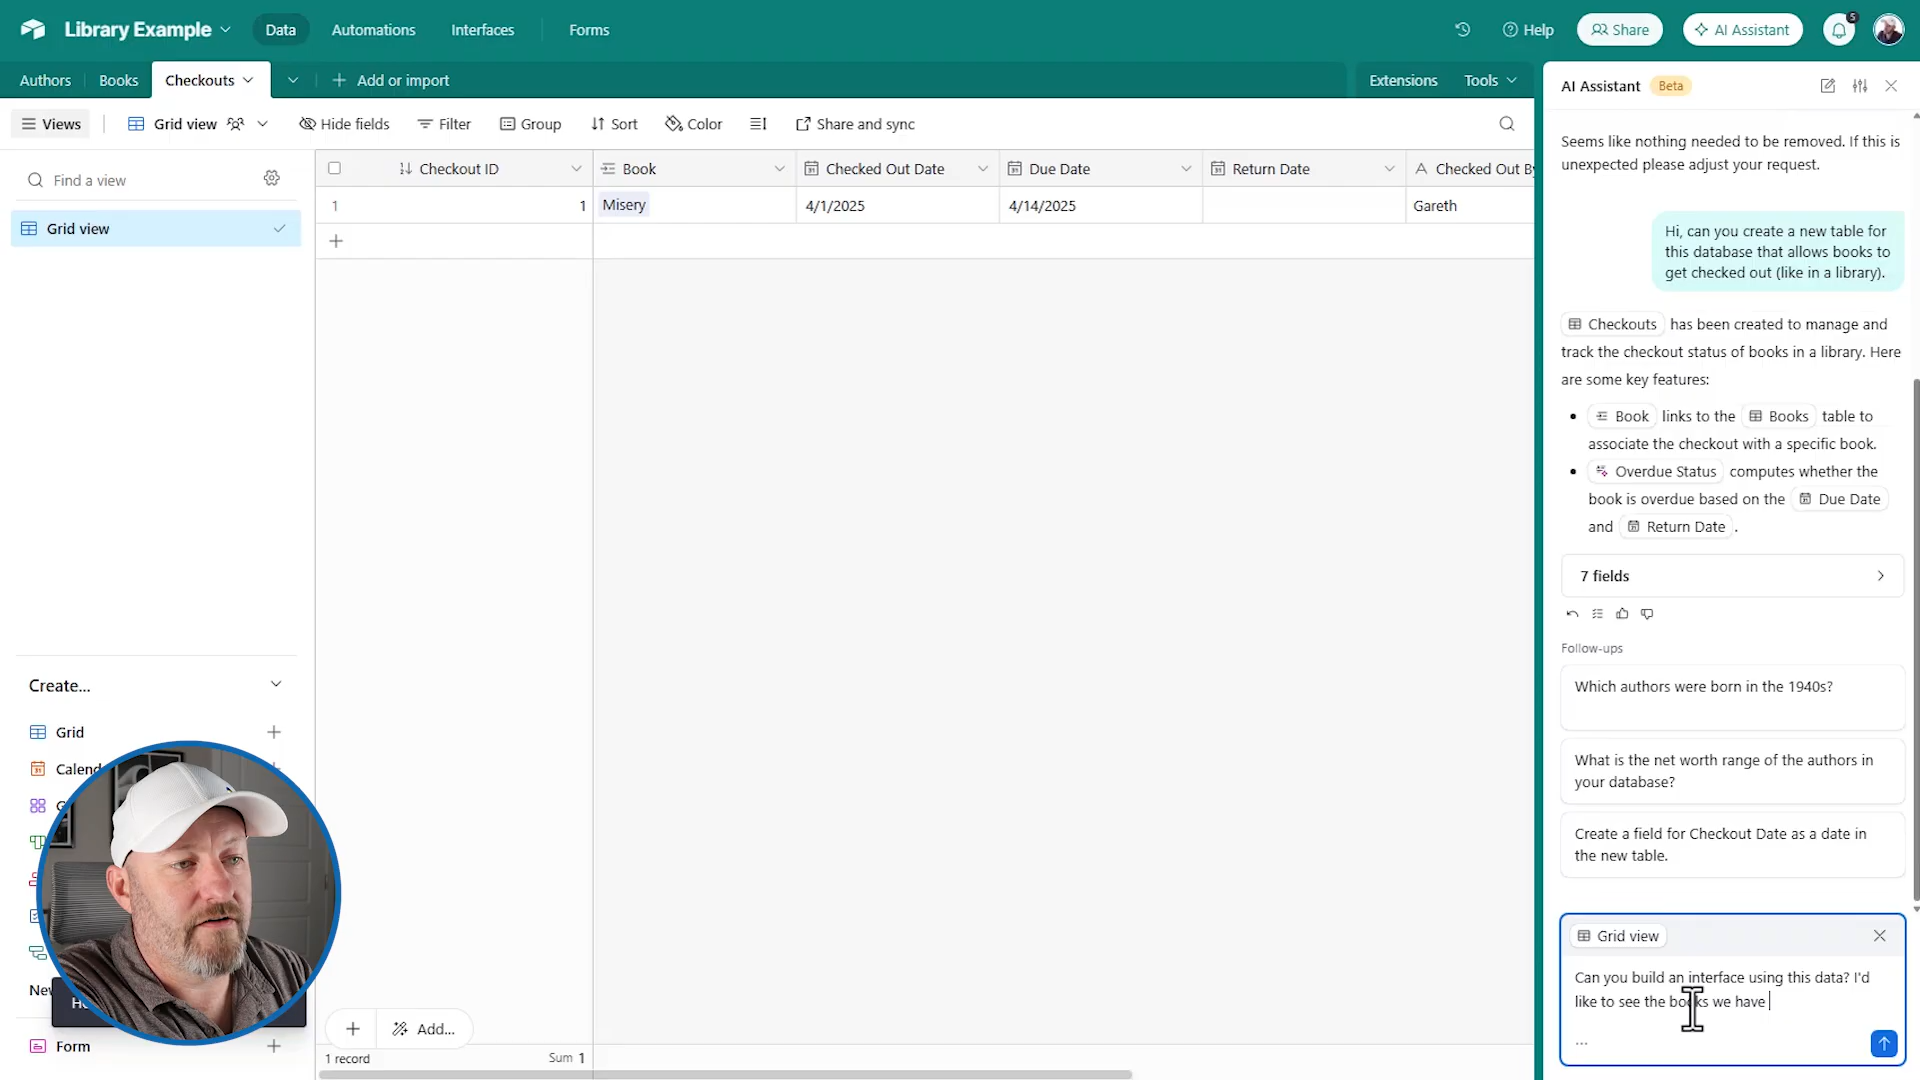 Library Example
Data
Automations
Interfaces
Forms
Help
Share
AI Assistant
5
Authors
Books
Checkouts
Add or import
Extensions
Tools
AI Assistant
Beta
Views
Grid view
Hide fields
Filter
Group
Sort
Color
Share and sync
Find a view
Grid view
Checkout ID
Book
Checked Out Date
Due Date
Return Date
Checked Out By
1
1
Misery
4/1/2025
4/14/2025
Gareth
Seems like nothing needed to be removed. If this is
unexpected please adjust your request.
Hi, can you create a new table for
this database that allows books to
get checked out (like in a library).
Checkouts has been created to manage and
track the checkout status of books in a library. Here
are some key features:
Book links to the Books table to
associate the checkout with a specific book.
Overdue Status computes whether the
book is overdue based on the Due Date
and Return Date .
7 fields
Follow-ups
Which authors were born in the 1940s?
What is the net worth range of the authors in
your database?
Create a field for Checkout Date as a date in
the new table.
Grid view
Can you build an interface using this data? I'd
like to see the books we have
...
Create...
Grid
Calend
G
New
Form
Add...
1 record
Sum 1